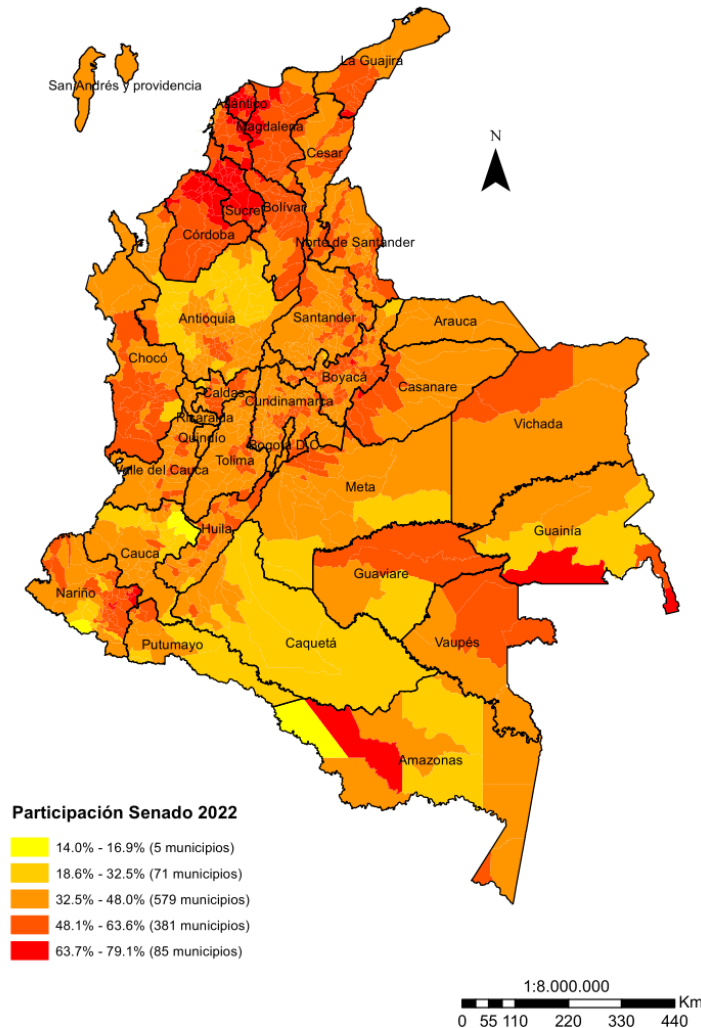 La Guajira
San Andrés y providencia
Atlántico
Magdalena
N
Cesar
Sucre
Bolívar
Córdoba
Norte de Santander
Antioquia
Santander
Arauca
Chocó
Boyacá
Casanare
Caldas
Cundinamarca
Risaralda
Vichada
Quindío
Bogotá D.C.
Valle del Cauca
Tolima
Meta
Guainía
Huila
Cauca
Guaviare
Nariño
Putumayo
Caquetá
Vaupés
Amazonas
Participación Senado 2022
14.0% - 16.9% (5 municipios)
18.6% - 32.5% (71 municipios)
32.5% - 48.0% (579 municipios)
48.1% - 63.6% (381 municipios)
63.7% - 79.1% (85 municipios)
1:8.000.000
Km
0 55 110 220 330 440